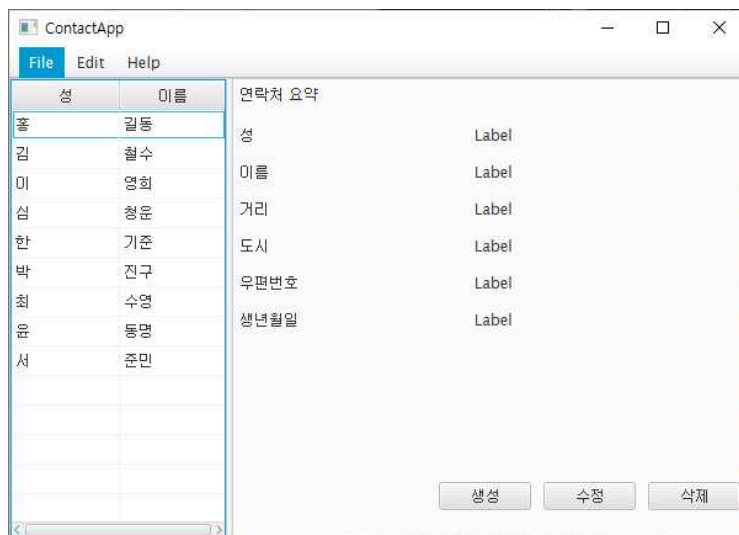 ContactApp
File Edit Help
성 이름
홍 길동
김 철수
이 영희
심 청운
한 기준
박 진구
최 수영
윤 동명
서 준민
연락처 요약
성 Label
이름 Label
거리 Label
도시 Label
우편번호 Label
생년월일 Label
생성 수정 삭제